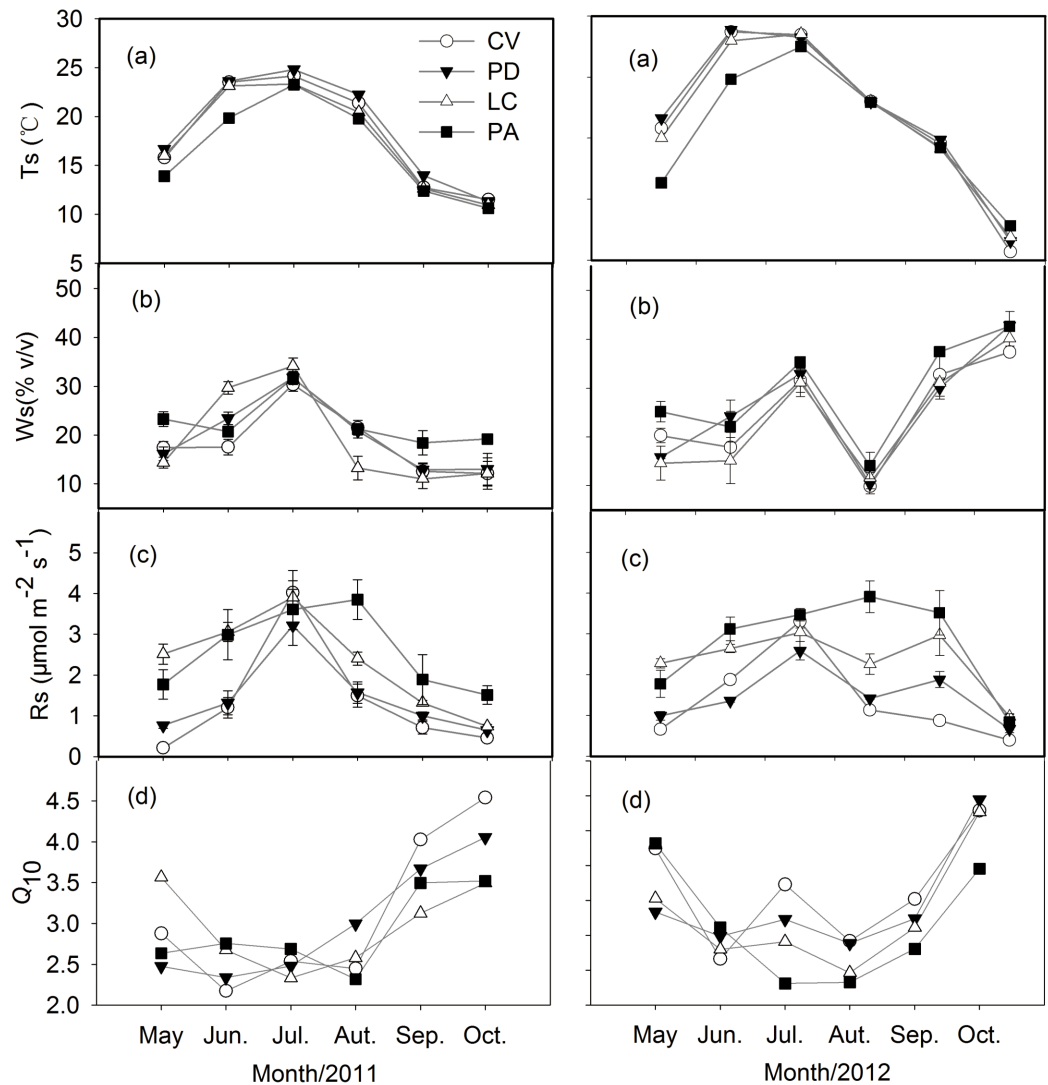 30
25
20
15
10
5
Ts (℃)
(a)
CV
PD
LC
PA
(a)
50
40
30
20
10
Ws(% v/v)
(b)
(b)
5
4
3
2
1
0
Rs (μmol m⁻² s⁻¹)
(c)
(c)
4.5
4.0
3.5
3.0
2.5
2.0
Q₁₀
(d)
(d)
May Jun. Jul. Aut. Sep. Oct.
Month/2011
May Jun. Jul. Aut. Sep. Oct.
Month/2012